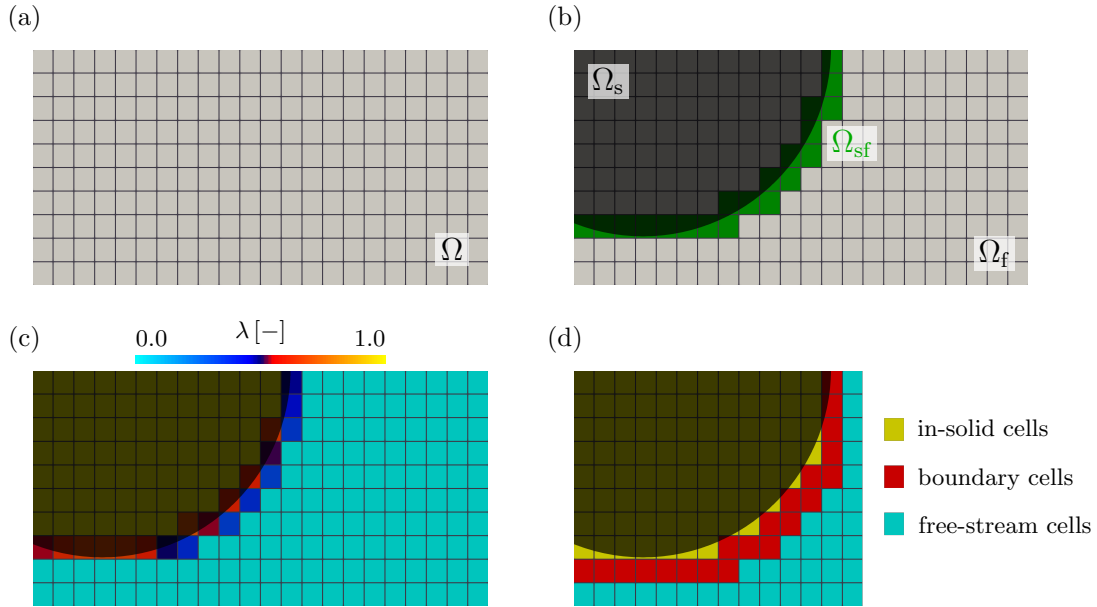 (a)
(b)
Ω
Ωs
Ωsf
Ωf
(c)
λ [−]
0.0
1.0
(d)
in-solid cells
boundary cells
free-stream cells